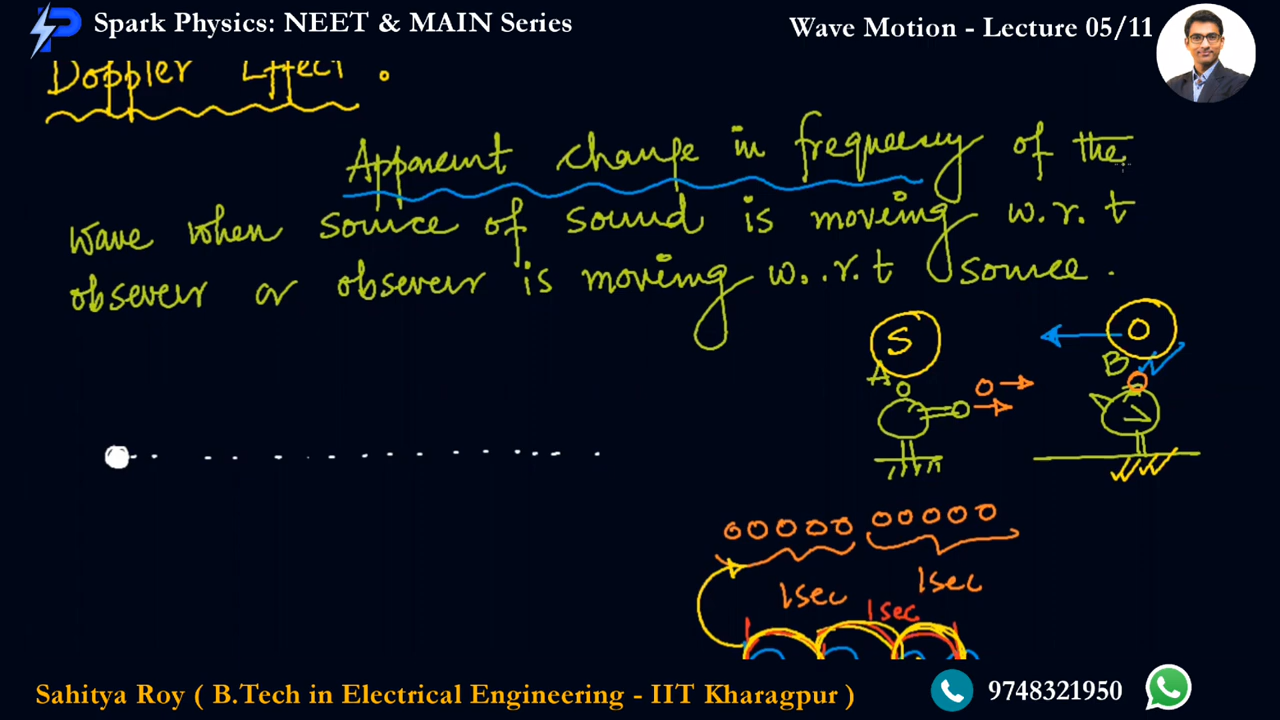 Spark Physics: NEET & MAIN Series
Wave Motion - Lecture 05/11
Doppler Effect .
Apparent change in frequency of the
wave when source of sound is moving w.r.t
observer or observer is moving w.r.t source.
S
O
A
B
1sec
1sec
1sec
Sahitya Roy ( B.Tech in Electrical Engineering - IIT Kharagpur )
9748321950